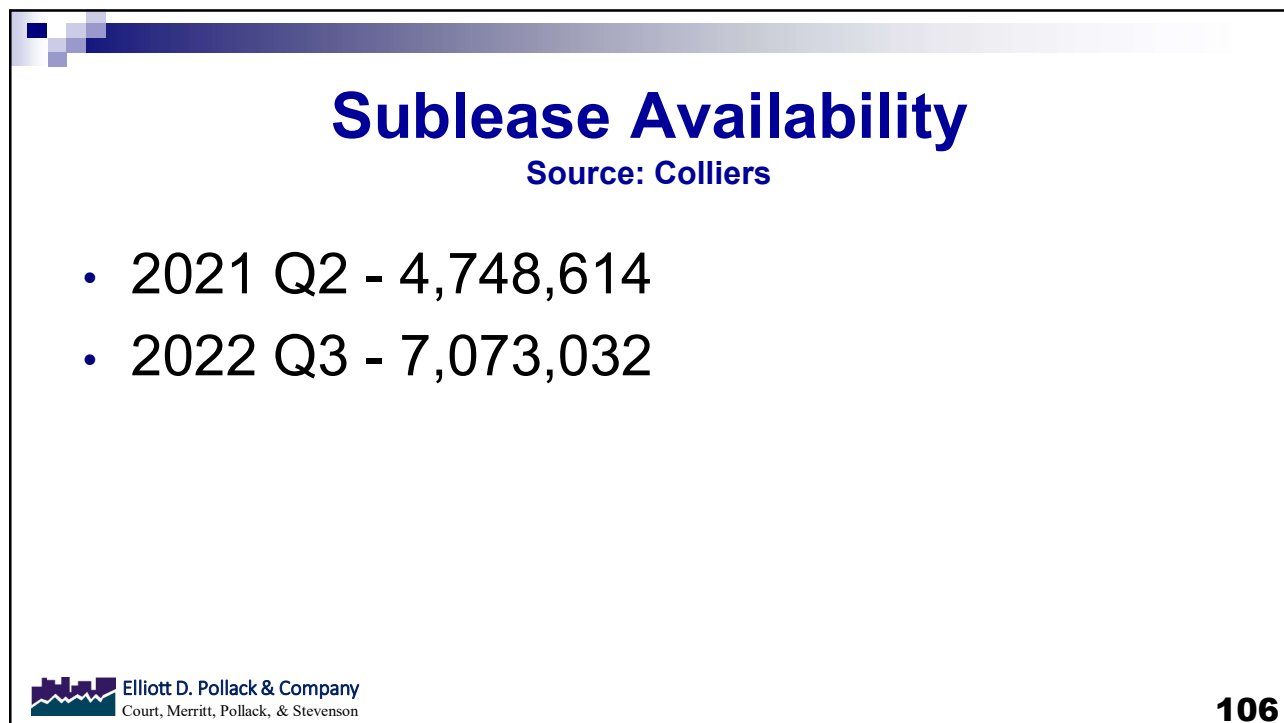 Sublease Availability
Source: Colliers
• 2021 Q2 - 4,748,614
• 2022 Q3 - 7,073,032
Elliott D. Pollack & Company
Court, Merritt, Pollack, & Stevenson
106